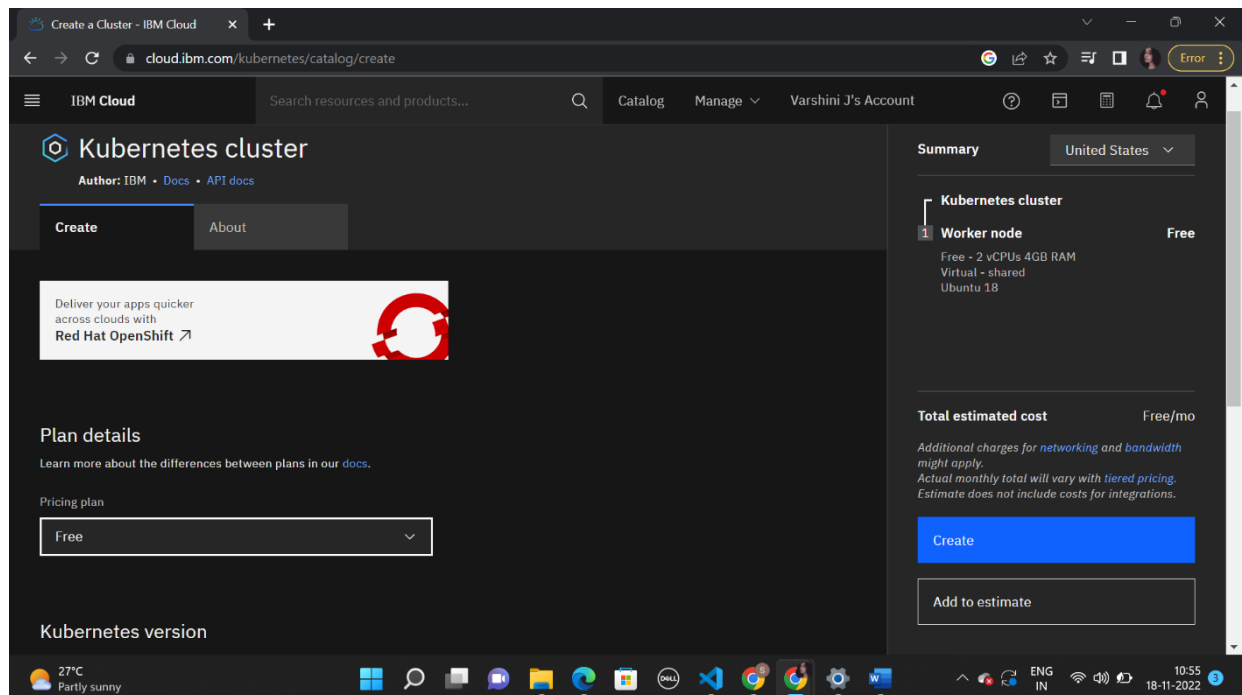 Create a Cluster - IBM Cloud
cloud.ibm.com/kubernetes/catalog/create
Error
IBM Cloud
Search resources and products...
Catalog
Manage
Varshini J's Account
Kubernetes cluster
Author: IBM • Docs • API docs
Create
About
Deliver your apps quicker
across clouds with
Red Hat OpenShift
Plan details
Learn more about the differences between plans in our docs.
Pricing plan
Free
Kubernetes version
Summary
United States
Kubernetes cluster
1 Worker node Free
Free - 2 vCPUs 4GB RAM
Virtual - shared
Ubuntu 18
Total estimated cost Free/mo
Additional charges for networking and bandwidth
might apply.
Actual monthly total will vary with tiered pricing.
Estimate does not include costs for integrations.
Create
Add to estimate
27°C
Partly sunny
DELL
ENG
IN
10:55
18-11-2022
3